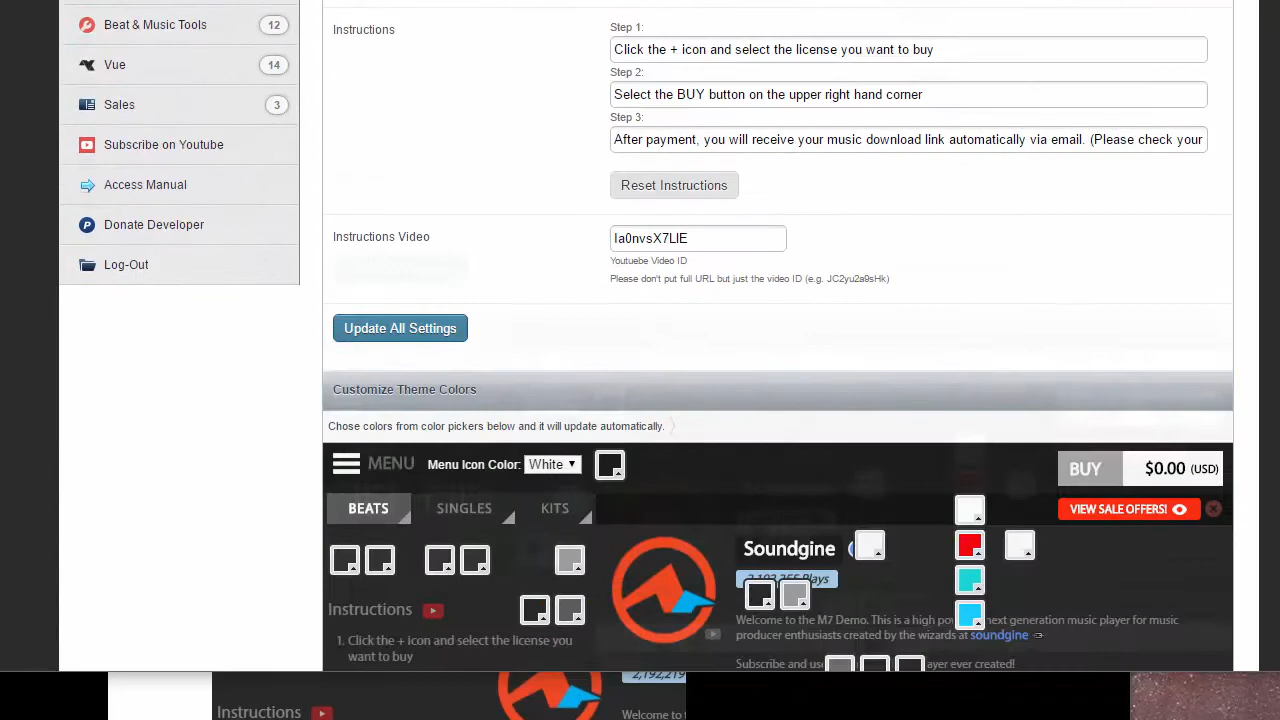 Beat & Music Tools 12
Vue 14
Sales 3
Subscribe on Youtube
Access Manual
Donate Developer
Log-Out
Instructions
Step 1:
Click the + icon and select the license you want to buy
Step 2:
Select the BUY button on the upper right hand corner
Step 3:
After payment, you will receive your music download link automatically via email. (Please check your
Reset Instructions
Instructions Video
Ia0nvsX7LlE
Youtuebe Video ID
Please don't put full URL but just the video ID (e.g. JC2yu2a9sHk)
Update All Settings
Customize Theme Colors
Chose colors from color pickers below and it will update automatically.
MENU Menu Icon Color: White BUY $0.00 (USD)
BEATS SINGLES KITS VIEW SALE OFFERS!
Soundgine
2,192,255 Plays
Instructions
Welcome to the M7 Demo. This is a high next generation music player for music
producer enthusiasts created by the wizards at soundgine
1. Click the + icon and select the license you
want to buy
Subscribe and use ayer ever created!
2,192,219
Instructions
Welcome to